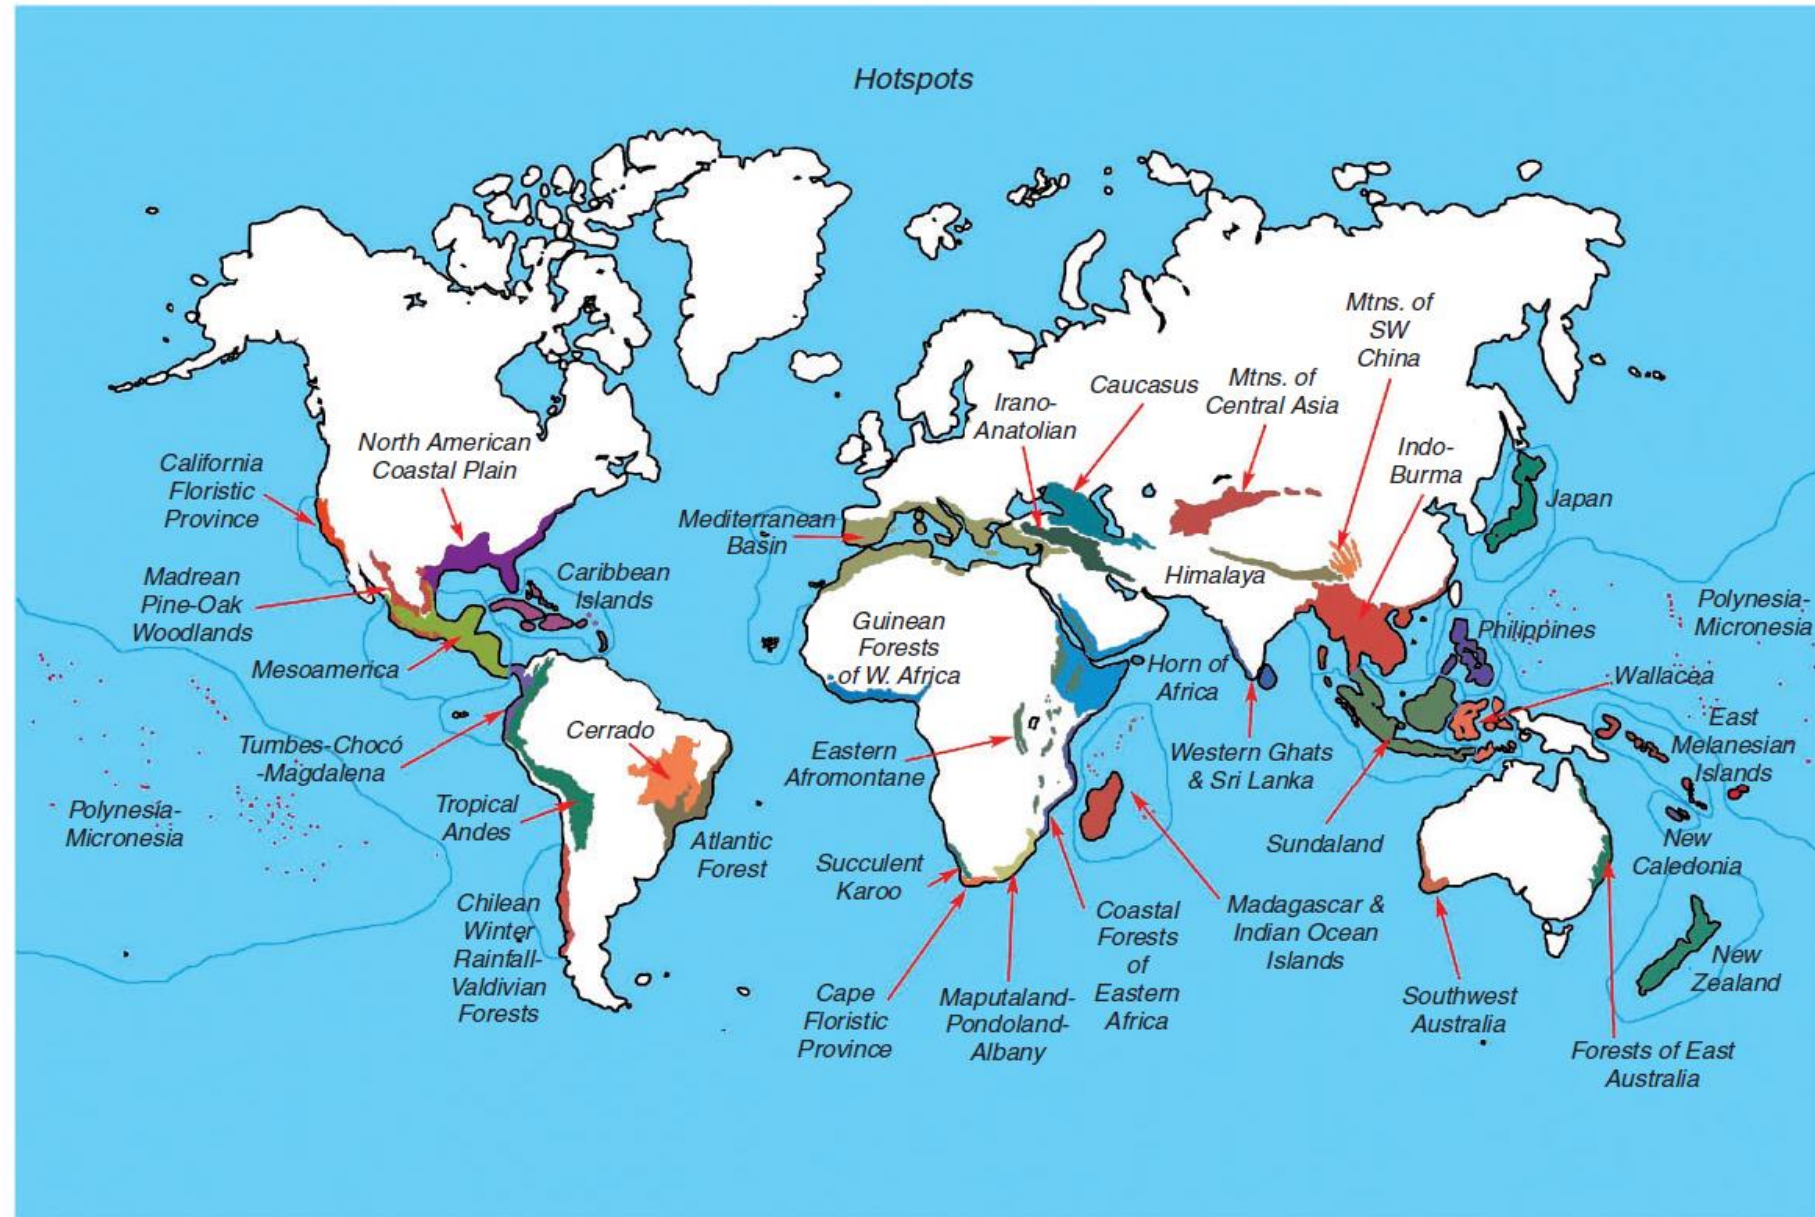 Hotspots
Mtns. of
SW
China
Caucasus
Mtns. of
Central Asia
Irano-
Anatolian
North American
Coastal Plain
Indo-
Burma
California
Floristic
Province
Japan
Mediterranean
Basin
Madrean
Pine-Oak
Woodlands
Caribbean
Islands
Himalaya
Polynesia-
Micronesia
Guinean
Forests
of W. Africa
Philippines
Mesoamerica
Horn of
Africa
Wallacea
Cerrado
East
Melanesian
Islands
Tumbes-Chocó
-Magdalena
Eastern
Afromontane
Western Ghats
& Sri Lanka
Polynesia-
Micronesia
Tropical
Andes
Atlantic
Forest
Sundaland
New
Caledonia
Succulent
Karoo
Chilean
Winter
Rainfall-
Valdivian
Forests
Coastal
Forests
of
Eastern
Africa
Madagascar &
Indian Ocean
Islands
New
Zealand
Cape
Floristic
Province
Maputaland-
Pondoland-
Albany
Southwest
Australia
Forests of East
Australia